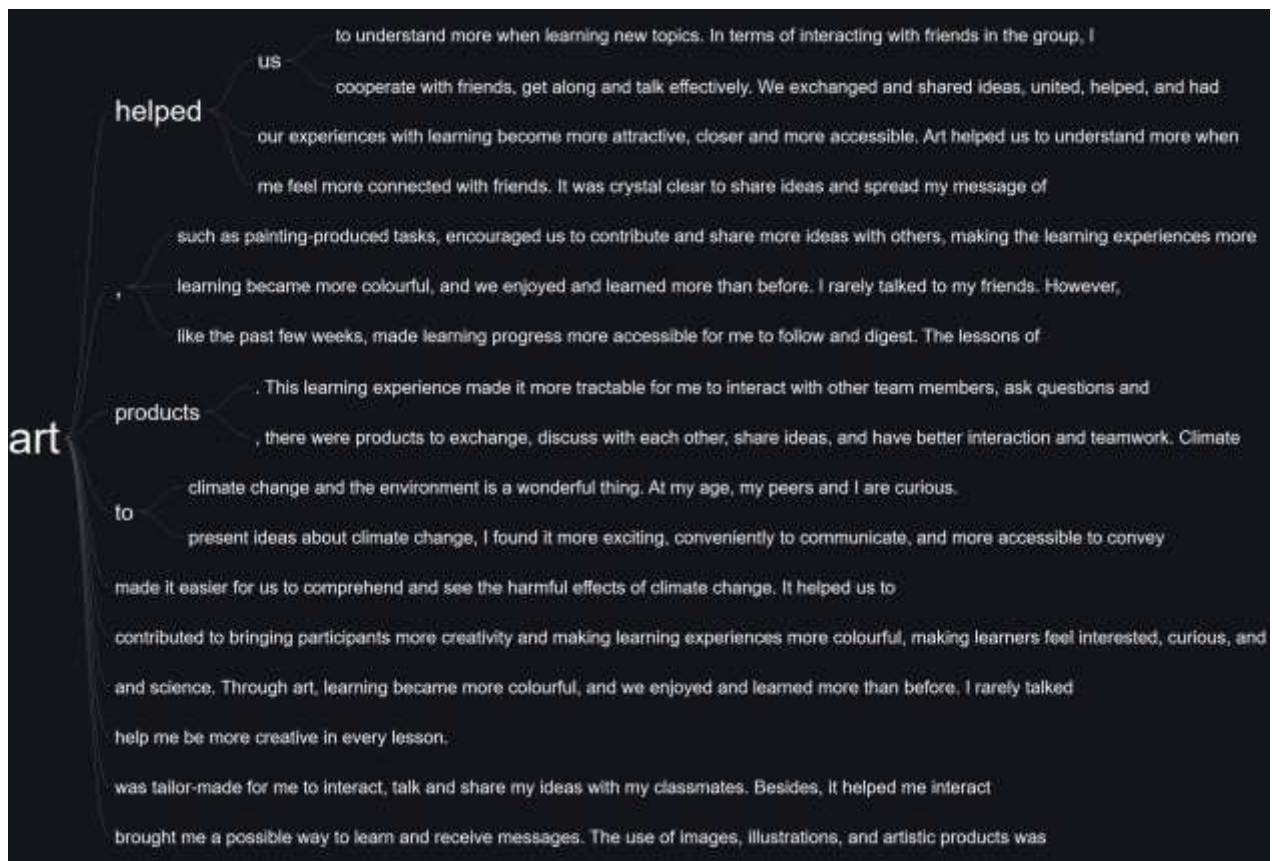 to understand more when learning new topics. In terms of interacting with friends in the group, I
us
cooperate with friends, get along and talk effectively. We exchanged and shared ideas, united, helped, and had
helped
our experiences with learning become more attractive, closer and more accessible. Art helped us to understand more when
me feel more connected with friends. It was crystal clear to share ideas and spread my message of
such as painting-produced tasks, encouraged us to contribute and share more ideas with others, making the learning experiences more
,
learning became more colourful, and we enjoyed and learned more than before. I rarely talked to my friends. However,
like the past few weeks, made learning progress more accessible for me to follow and digest. The lessons of
. This learning experience made it more tractable for me to interact with other team members, ask questions and
products
, there were products to exchange, discuss with each other, share ideas, and have better interaction and teamwork. Climate
art
climate change and the environment is a wonderful thing. At my age, my peers and I are curious.
to
present ideas about climate change, I found it more exciting, conveniently to communicate, and more accessible to convey
made it easier for us to comprehend and see the harmful effects of climate change. It helped us to
contributed to bringing participants more creativity and making learning experiences more colourful, making learners feel interested, curious, and
and science. Through art, learning became more colourful, and we enjoyed and learned more than before. I rarely talked
help me be more creative in every lesson.
was tailor-made for me to interact, talk and share my ideas with my classmates. Besides, it helped me interact
brought me a possible way to learn and receive messages. The use of images, illustrations, and artistic products was